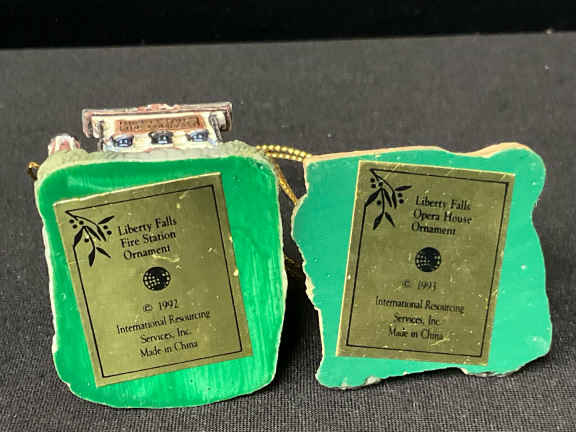 Liberty Falls
Fire Station
Ornament
© 1992
International Resourcing
Services, Inc.
Made in China
Liberty Falls
Opera House
Ornament
© 1993
International Resourcing
Services, Inc.
Made in China